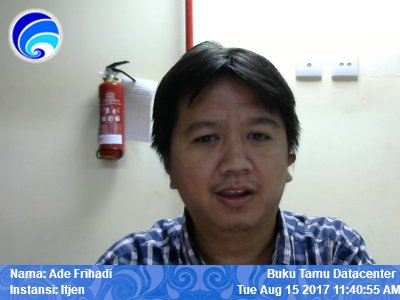 Nama: Ade Frihadi
Buku Tamu Datacenter
Instansi: Itjen
Tue Aug 15 2017 11:40:55 AM